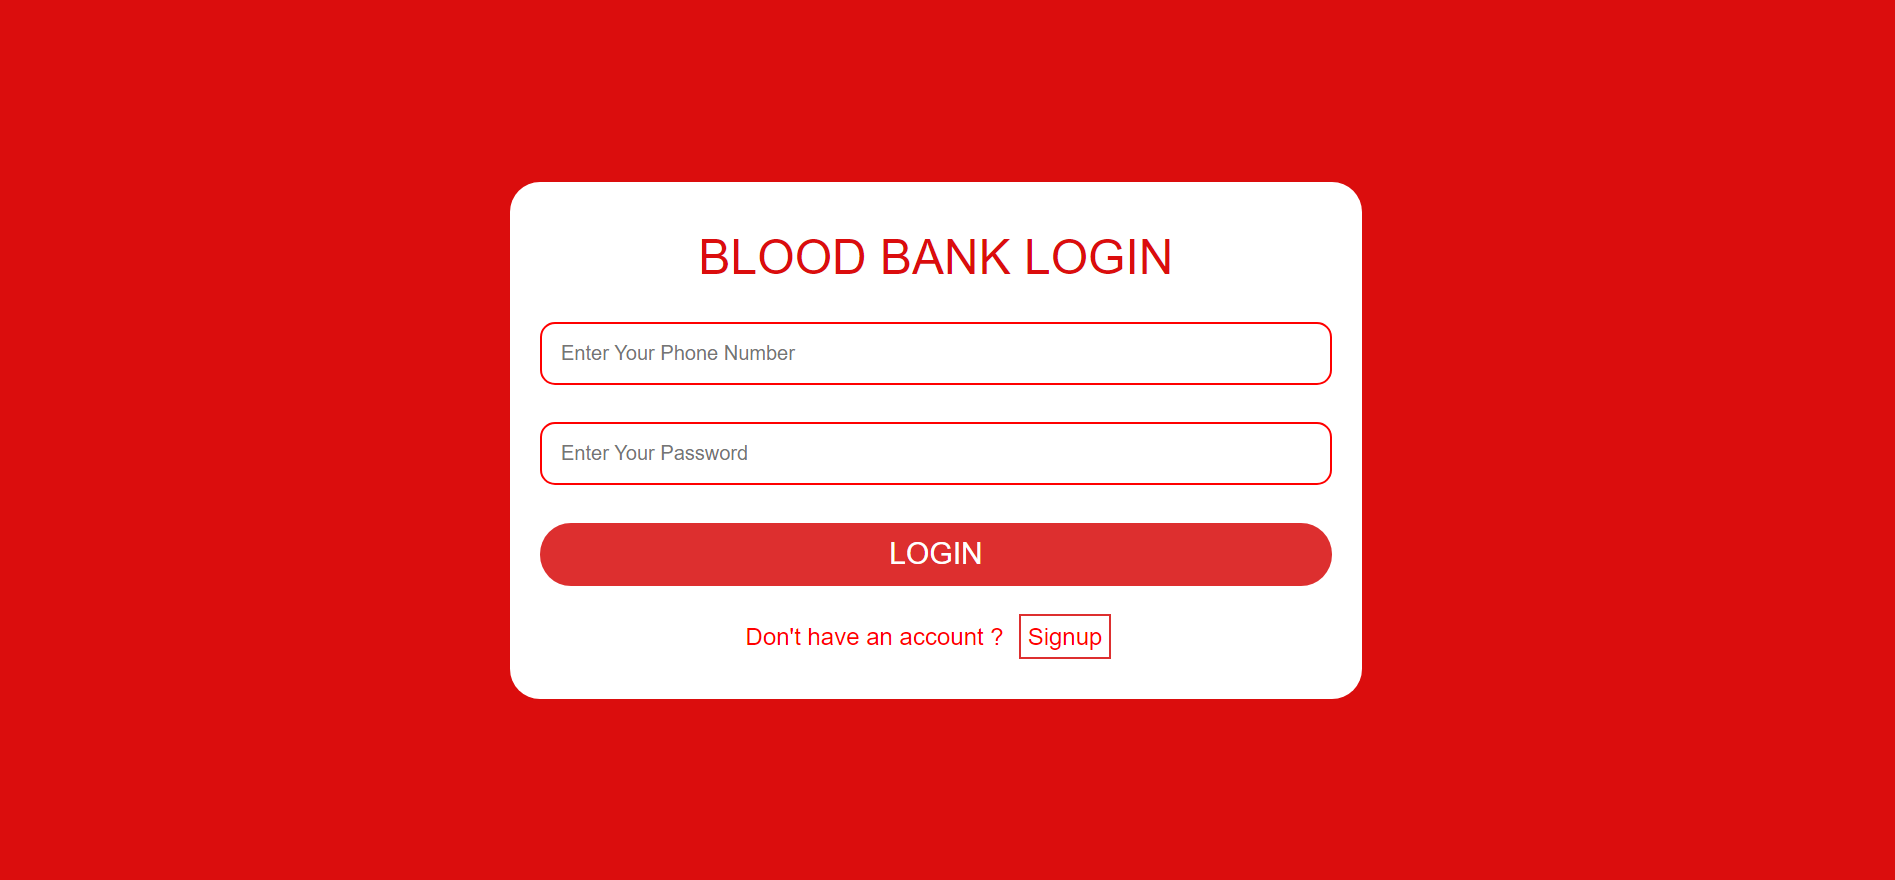 BLOOD BANK LOGIN
Enter Your Phone Number
Enter Your Password
LOGIN
Don't have an account ? Signup